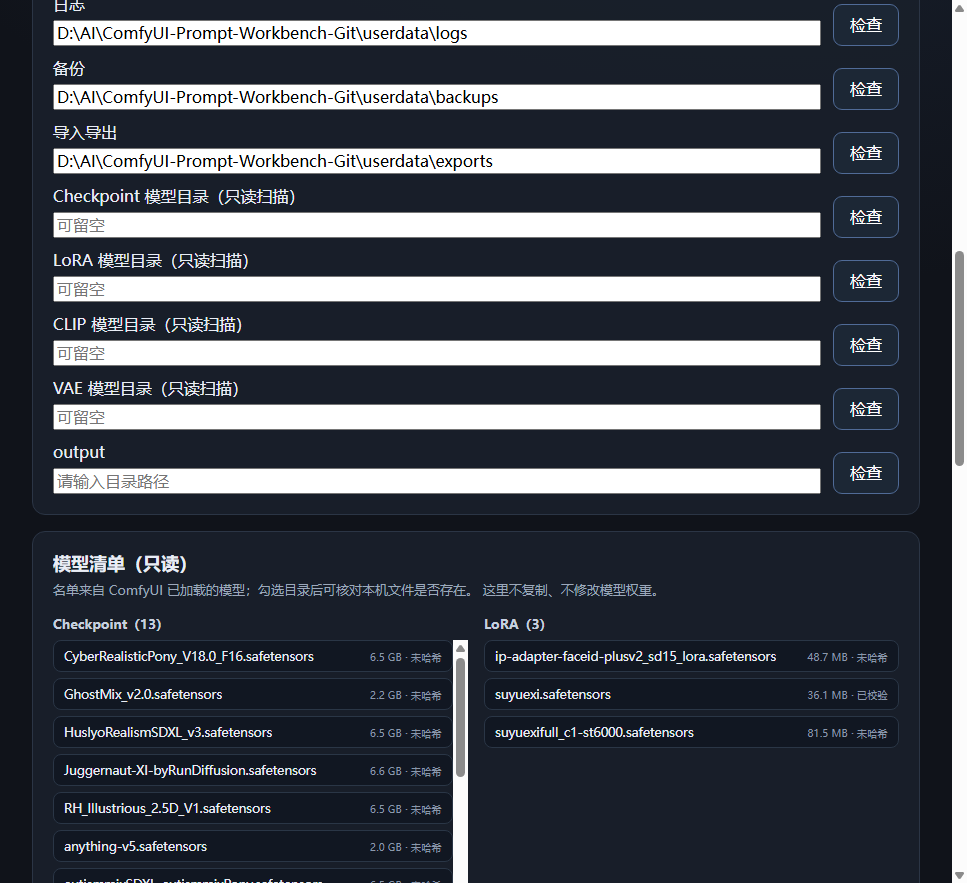 日志
D:\AI\ComfyUI-Prompt-Workbench-Git\userdata\logs
检查
备份
D:\AI\ComfyUI-Prompt-Workbench-Git\userdata\backups
检查
导入导出
D:\AI\ComfyUI-Prompt-Workbench-Git\userdata\exports
检查
Checkpoint 模型目录（只读扫描）
可留空
检查
LoRA 模型目录（只读扫描）
可留空
检查
CLIP 模型目录（只读扫描）
可留空
检查
VAE 模型目录（只读扫描）
可留空
检查
output
请输入目录路径
检查
模型清单（只读）
名单来自 ComfyUI 已加载的模型；勾选目录后可核对本机文件是否存在。 这里不复制、不修改模型权重。
Checkpoint（13）
CyberRealisticPony_V18.0_F16.safetensors 6.5 GB · 未哈希
GhostMix_v2.0.safetensors 2.2 GB · 未哈希
HuslyoRealismSDXL_v3.safetensors 6.5 GB · 未哈希
Juggernaut-XI-byRunDiffusion.safetensors 6.6 GB · 未哈希
RH_Illustrious_2.5D_V1.safetensors 6.5 GB · 未哈希
anything-v5.safetensors 2.0 GB · 未哈希
LoRA（3）
ip-adapter-faceid-plusv2_sd15_lora.safetensors 48.7 MB · 未哈希
suyuexi.safetensors 36.1 MB · 已校验
suyuexifull_c1-st6000.safetensors 81.5 MB · 未哈希